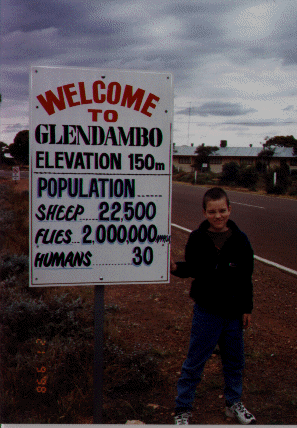 WELCOME
TO
GLENDAMBO
ELEVATION 150m
POPULATION
SHEEP 22,500
FLIES 2,000,000
HUMANS 30